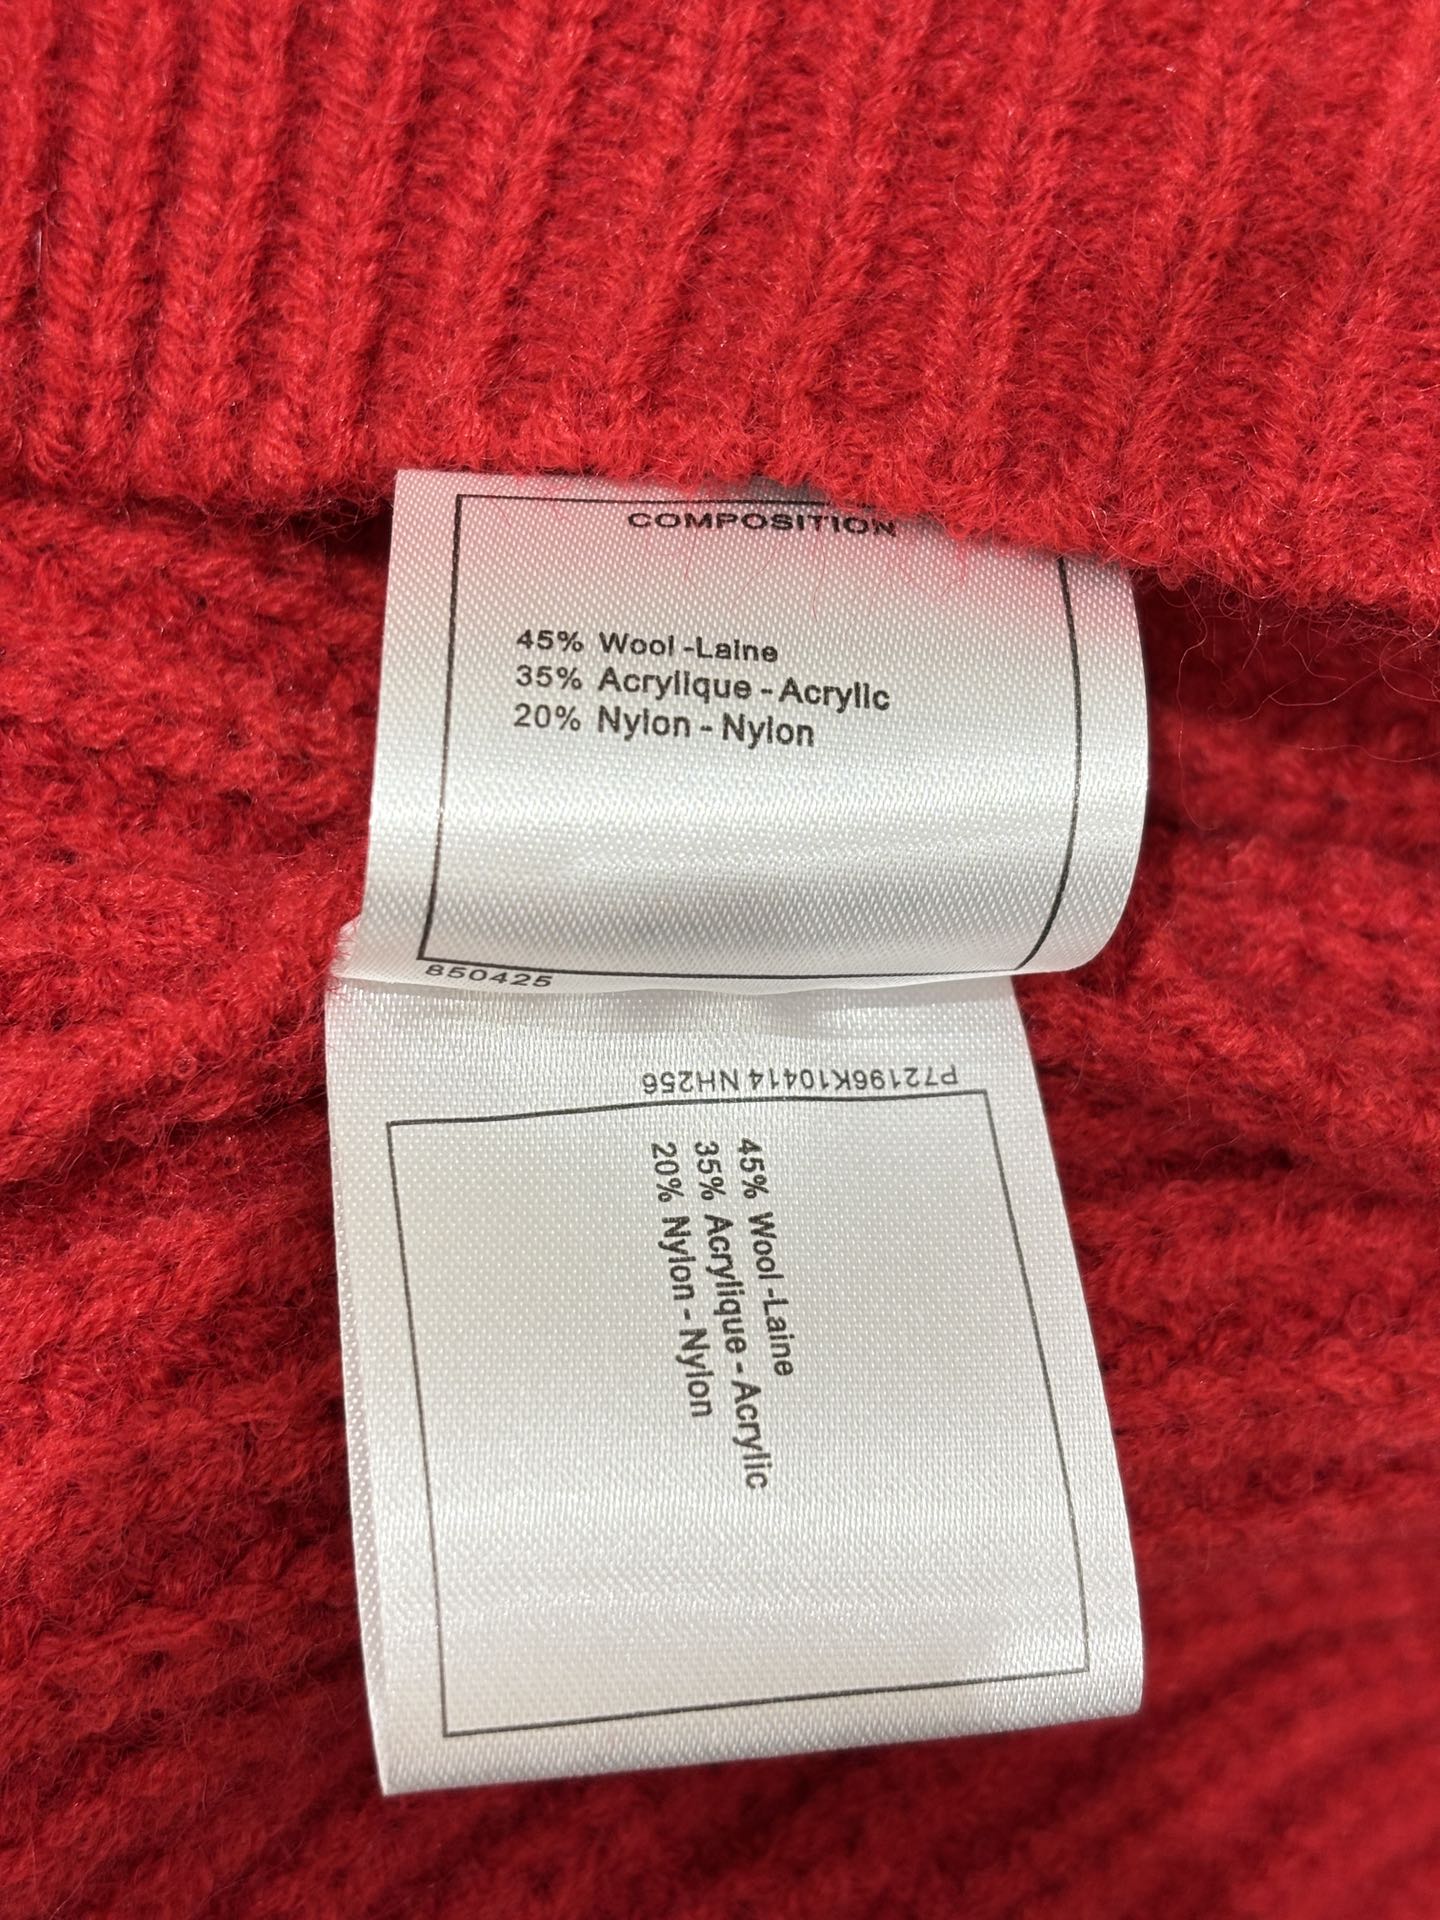 COMPOSITION
45% Wool -Laine
35% Acrylique - Acrylic
20% Nylon - Nylon
850425
P72196K10414 NH256
45% Wool -Laine
35% Acrylique - Acrylic
20% Nylon - Nylon